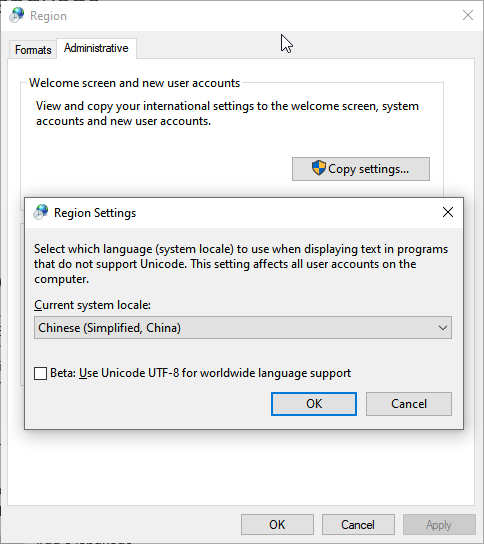 Region
Formats
Administrative
Welcome screen and new user accounts
View and copy your international settings to the welcome screen, system
accounts and new user accounts.
Copy settings...
Region Settings
Select which language (system locale) to use when displaying text in programs
that do not support Unicode. This setting affects all user accounts on the
computer.
Current system locale:
Chinese (Simplified, China)
Beta: Use Unicode UTF-8 for worldwide language support
OK
Cancel
OK
Cancel
Apply